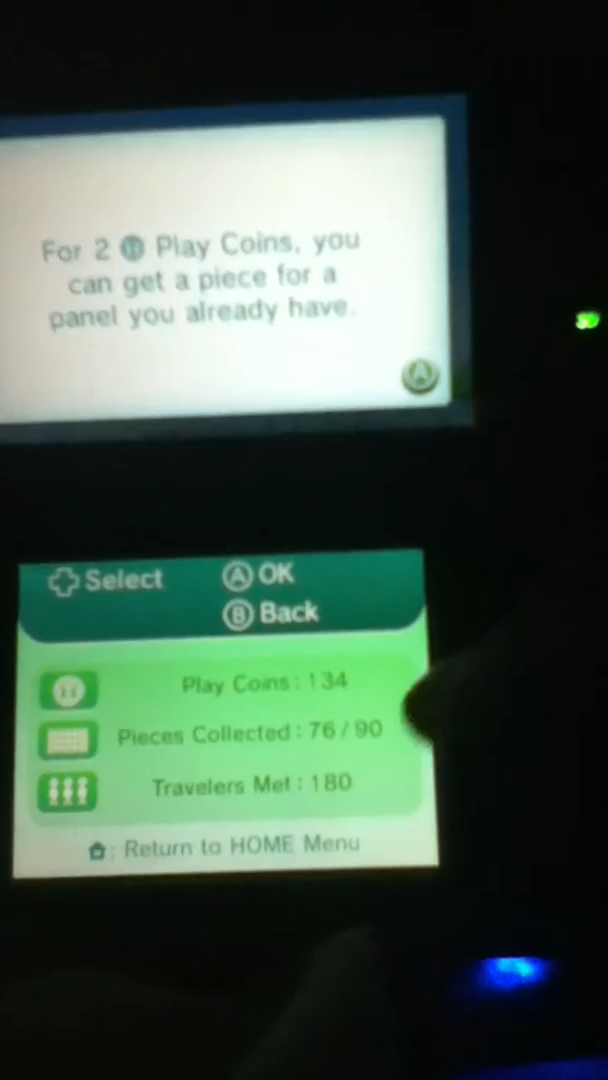 For 2 Play Coins, you
can get a piece for a
panel you already have.
A
3D
Select
A OK
B Back
Play Coins: 134
Pieces Collected: 76/90
Travelers Met: 180
: Return to HOME Menu